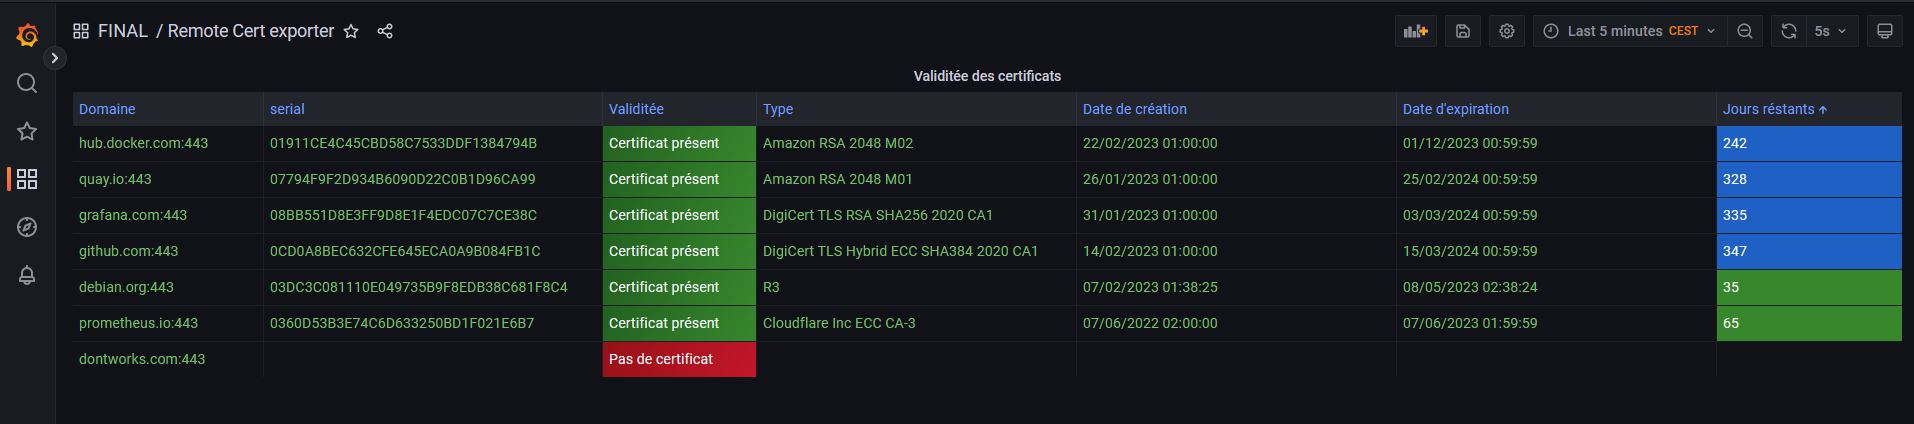 FINAL / Remote Cert exporter
Last 5 minutes CEST
5s
Validitée des certificats
Domaine serial Validitée Type Date de création Date d'expiration Jours réstants
hub.docker.com:443 01911CE4C45CBD58C7533DDF1384794B Certificat présent Amazon RSA 2048 M02 22/02/2023 01:00:00 01/12/2023 00:59:59 242
quay.io:443 07794F9F2D934B6090D22C0B1D96CA99 Certificat présent Amazon RSA 2048 M01 26/01/2023 01:00:00 25/02/2024 00:59:59 328
grafana.com:443 08BB551D8E3FF9D8E1F4EDC07C7CE38C Certificat présent DigiCert TLS RSA SHA256 2020 CA1 31/01/2023 01:00:00 03/03/2024 00:59:59 335
github.com:443 0CD0A8BEC632CFE645ECA0A9B084FB1C Certificat présent DigiCert TLS Hybrid ECC SHA384 2020 CA1 14/02/2023 01:00:00 15/03/2024 00:59:59 347
debian.org:443 03DC3C081110E049735B9F8EDB38C681F8C4 Certificat présent R3 07/02/2023 01:38:25 08/05/2023 02:38:24 35
prometheus.io:443 0360D53B3E74C6D633250BD1F021E6B7 Certificat présent Cloudflare Inc ECC CA-3 07/06/2022 02:00:00 07/06/2023 01:59:59 65
dontworks.com:443 Pas de certificat